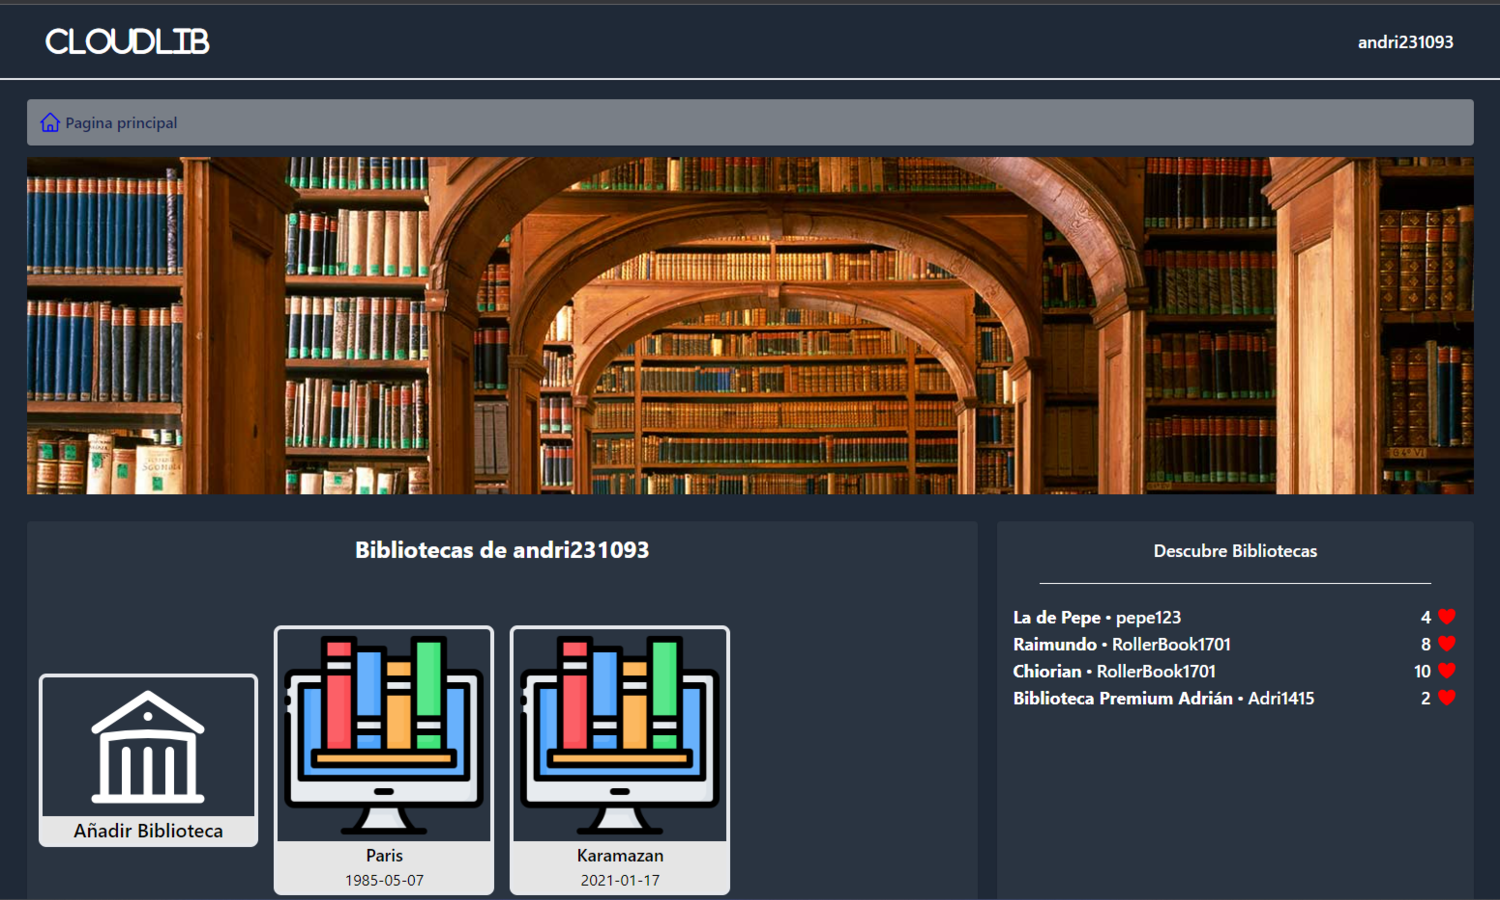 CLOUDLIB
andri231093
Pagina principal
Bibliotecas de andri231093
Añadir Biblioteca
Paris
1985-05-07
Karamazan
2021-01-17
Descubre Bibliotecas
La de Pepe • pepe123 4
Raimundo • RollerBook1701 8
Chiorian • RollerBook1701 10
Biblioteca Premium Adrián • Adri1415 2